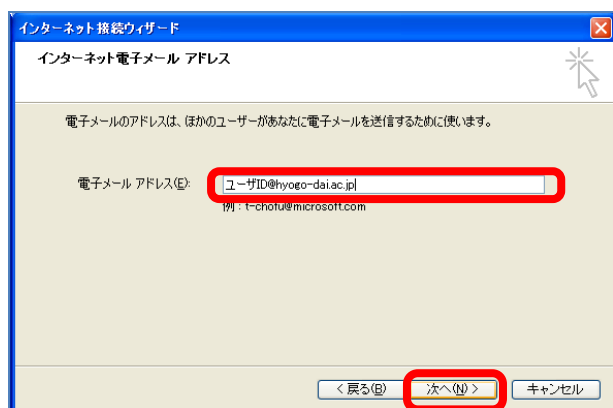 インターネット接続ウィザード
インターネット電子メール アドレス
電子メールのアドレスは、ほかのユーザーがあなたに電子メールを送信するために使います。
電子メール アドレス(E):
ユーザID@hyogo-dai.ac.jp
例 : t-chofu@microsoft.com
< 戻る(B) 次へ(N) > キャンセル